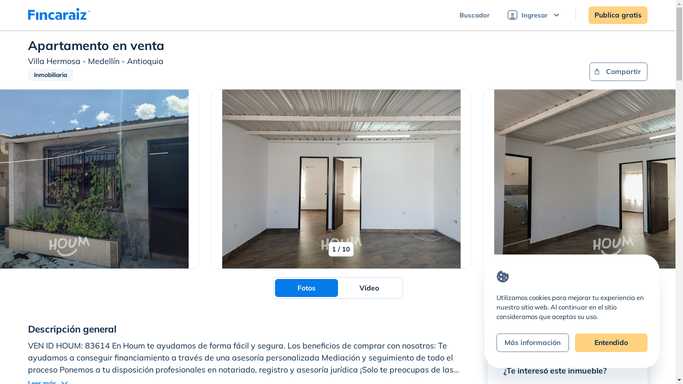 Fincaraiz
Buscador
Ingresar
Publica gratis
Apartamento en venta
Villa Hermosa - Medellín - Antioquia
Inmobiliaria
Compartir
HOUM
HOUM
HOUM
1 / 10
Fotos
Video
Descripción general
VEN ID HOUM: 83614 En Houm te ayudamos de forma fácil y segura. Los beneficios de comprar con nosotros: Te
ayudamos a conseguir financiamiento a través de una asesoría personalizada Mediación y seguimiento de todo el
proceso Ponemos a tu disposición profesionales en notariado, registro y asesoría jurídica ¡Solo te preocupas de las...
Leer más
Utilizamos cookies para mejorar tu experiencia en
nuestro sitio web. Al continuar en el sitio
consideramos que aceptas su uso.
Más información
Entendido
¿Te interesó este inmueble?